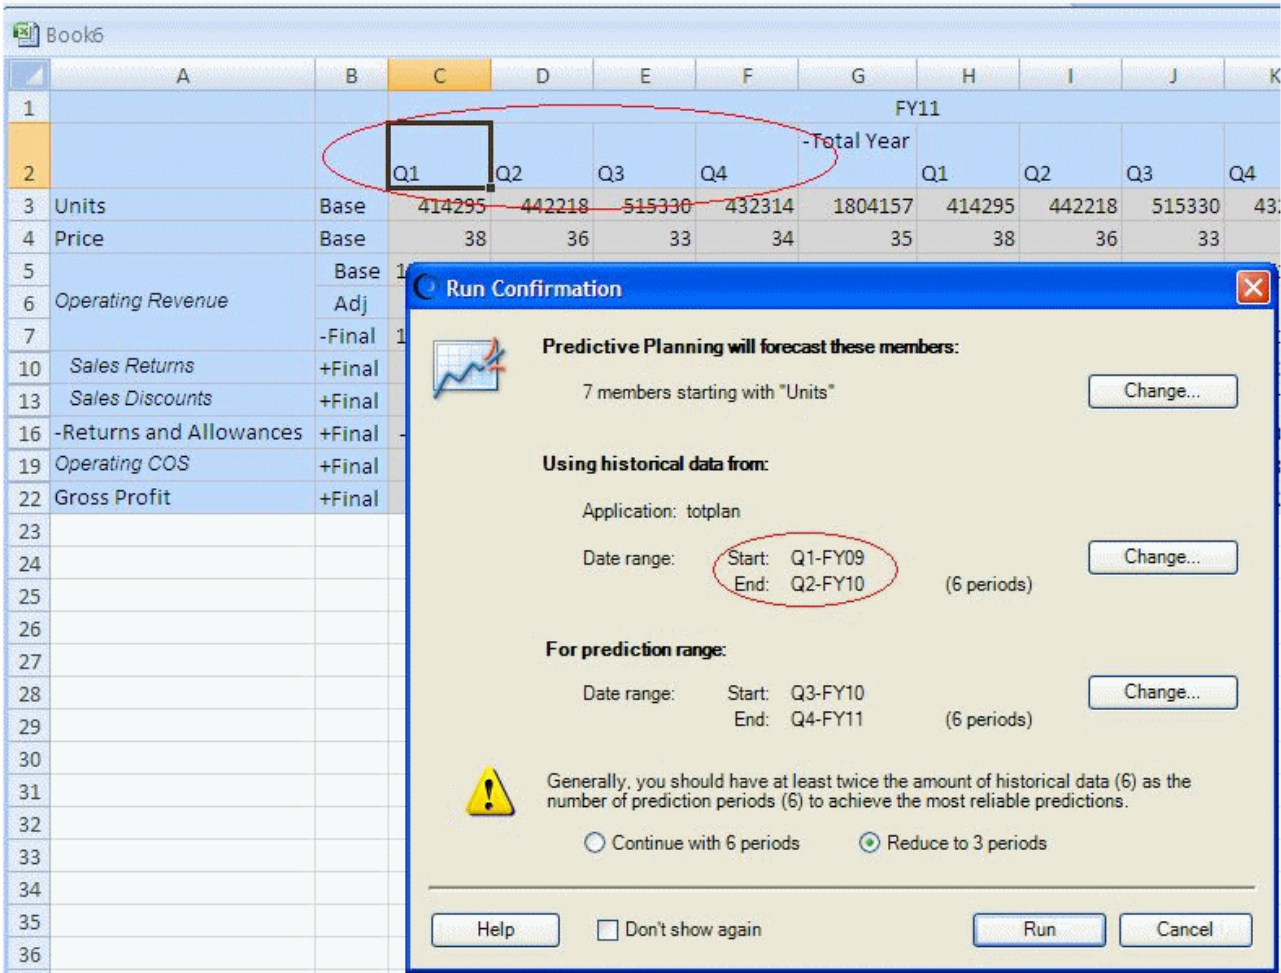 Book6
A B C D E F G H I J K
1 FY11
-Total Year
2 Q1 Q2 Q3 Q4 Q1 Q2 Q3 Q4
3 Units Base 414295 442218 515330 432314 1804157 414295 442218 515330
4 Price Base 38 36 33 34 35 38 36 33
5 Base
6 Operating Revenue Adj
7 -Final
10 Sales Returns +Final
13 Sales Discounts +Final
16 -Returns and Allowances +Final
19 Operating COS +Final
22 Gross Profit +Final
23
24
25
26
27
28
29
30
31
32
33
34
35
36
Run Confirmation
Predictive Planning will forecast these members:
7 members starting with "Units" Change...
Using historical data from:
Application: totplan
Date range: Start: Q1-FY09 Change...
End: Q2-FY10 (6 periods)
For prediction range:
Date range: Start: Q3-FY10 Change...
End: Q4-FY11 (6 periods)
Generally, you should have at least twice the amount of historical data (6) as the
number of prediction periods (6) to achieve the most reliable predictions.
Continue with 6 periods Reduce to 3 periods
Help Don't show again Run Cancel